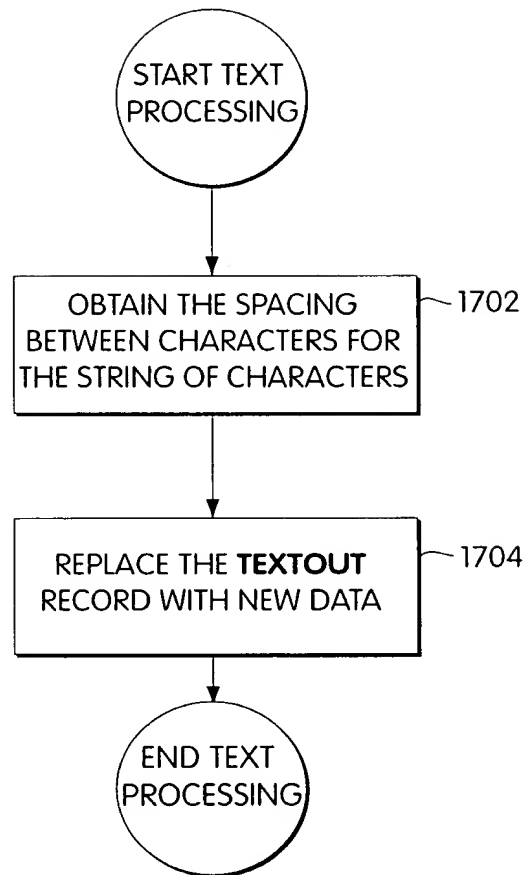 START TEXT
PROCESSING
OBTAIN THE SPACING
BETWEEN CHARACTERS FOR
THE STRING OF CHARACTERS
1702
REPLACE THE TEXTOUT
RECORD WITH NEW DATA
1704
END TEXT
PROCESSING